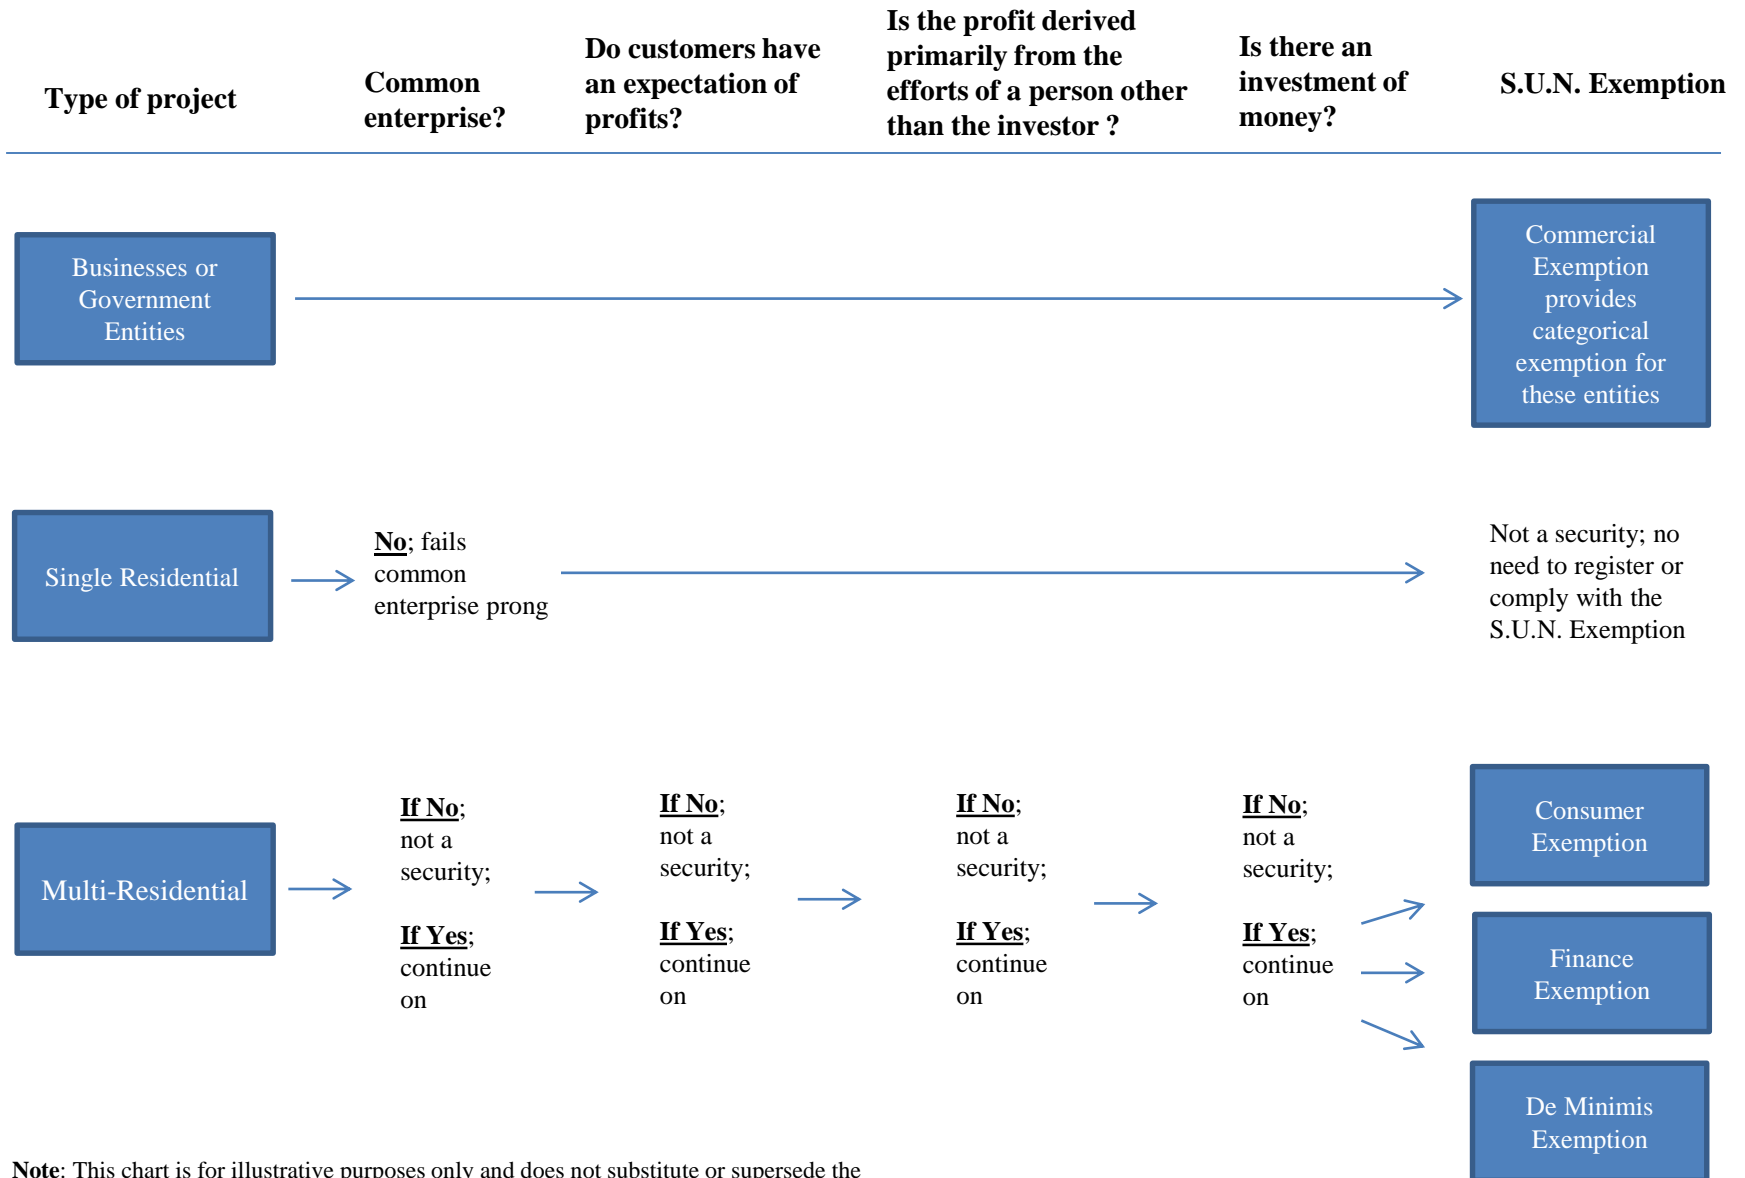 Type of project
Common
enterprise?
Do customers have
an expectation of
profits?
Is the profit derived
primarily from the
efforts of a person other
than the investor ?
Is there an
investment of
money?
S.U.N. Exemption
Businesses or
Government
Entities
Commercial
Exemption
provides
categorical
exemption for
these entities
Single Residential
No; fails
common
enterprise prong
Not a security; no
need to register or
comply with the
S.U.N. Exemption
Multi-Residential
If No;
not a
security;
If Yes;
continue
on
If No;
not a
security;
If Yes;
continue
on
If No;
not a
security;
If Yes;
continue
on
If No;
not a
security;
If Yes;
continue
on
Consumer
Exemption
Finance
Exemption
De Minimis
Exemption
Note: This chart is for illustrative purposes only and does not substitute or supersede the